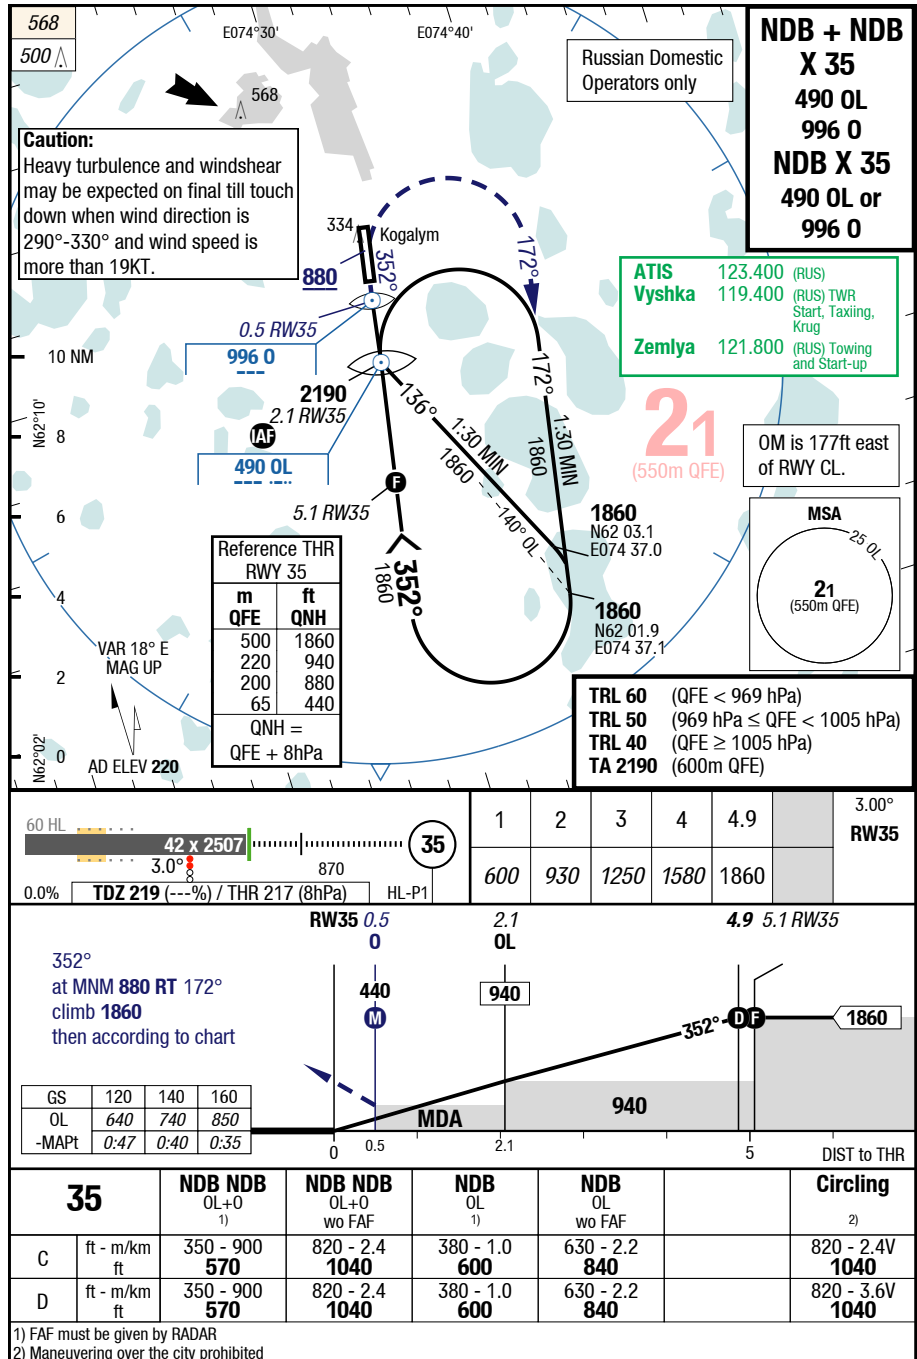 568
500
E074°30'
E074°40'
568
Russian Domestic
Operators only
NDB + NDB
X 35
490 OL
996 O
NDB X 35
490 OL or
996 O
Caution:
Heavy turbulence and windshear
may be expected on final till touch
down when wind direction is
290°-330° and wind speed is
more than 19KT.
334
Kogalym
352°
172°
880
0.5 RW35
996 O
ATIS 123.400 (RUS)
Vyshka 119.400 (RUS) TWR
Start, Taxiing,
Krug
Zemlya 121.800 (RUS) Towing
and Start-up
10 NM
2190
2.1 RW35
IAF
490 OL
N62°10'
8
136°
1:30 MIN
1860
172°
1:30 MIN
1860
21
(550m QFE)
OM is 177ft east
of RWY CL.
F
5.1 RW35
140° OL
6
1860
N62 03.1
E074 37.0
MSA
25 OL
21
(550m QFE)
Reference THR
RWY 35
m ft
QFE QNH
500 1860
220 940
200 880
65 440
QNH =
QFE + 8hPa
352°
1860
4
1860
N62 01.9
E074 37.1
VAR 18° E
MAG UP
2
N62°02'
0
AD ELEV 220
TRL 60 (QFE < 969 hPa)
TRL 50 (969 hPa ≤ QFE < 1005 hPa)
TRL 40 (QFE ≥ 1005 hPa)
TA 2190 (600m QFE)
60 HL
42 x 2507
35
3.0°
870
0.0%
TDZ 219 (---%) / THR 217 (8hPa)
HL-P1
1 2 3 4 4.9 3.00°
RW35
600 930 1250 1580 1860
RW35 0.5 2.1 4.9 5.1 RW35
O OL
352°
at MNM 880 RT 172°
climb 1860
then according to chart
440
M
940
352°
D F
1860
GS 120 140 160
OL 640 740 850
-MAPt 0:47 0:40 0:35
MDA
940
0 0.5 2.1 5 DIST to THR
35 NDB NDB NDB NDB NDB NDB Circling
OL+O OL+O OL OL
1) wo FAF 1) wo FAF 2)
C ft - m/km 350 - 900 820 - 2.4 380 - 1.0 630 - 2.2 820 - 2.4V
ft 570 1040 600 840 1040
D ft - m/km 350 - 900 820 - 2.4 380 - 1.0 630 - 2.2 820 - 3.6V
ft 570 1040 600 840 1040
1) FAF must be given by RADAR
2) Maneuvering over the city prohibited